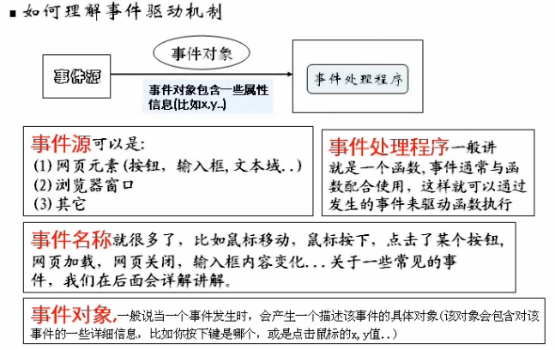 ▪ 如何理解事件驱动机制
事件对象
事件源
事件处理程序
事件对象包含一些属性
信息(比如x,y..)
事件源可以是:
(1) 网页元素(按钮，输入框,文本域..)
(2) 浏览器窗口
(3) 其它
事件处理程序一般讲
就是一个函数,事件通常与函
数配合使用，这样就可以通过
发生的事件来驱动函数执行
事件名称就很多了，比如鼠标移动，鼠标按下，点击了某个按钮,
网页加载，网页关闭，输入框内容变化...关于一些常见的事
件，我们在后面会详解讲解。
事件对象,一般说当一个事件发生时，会产生一个描述该事件的具体对象(该对象会包含对该
事件的一些详细信息，比如你按下键是哪个，或是点击鼠标的x,y值..)